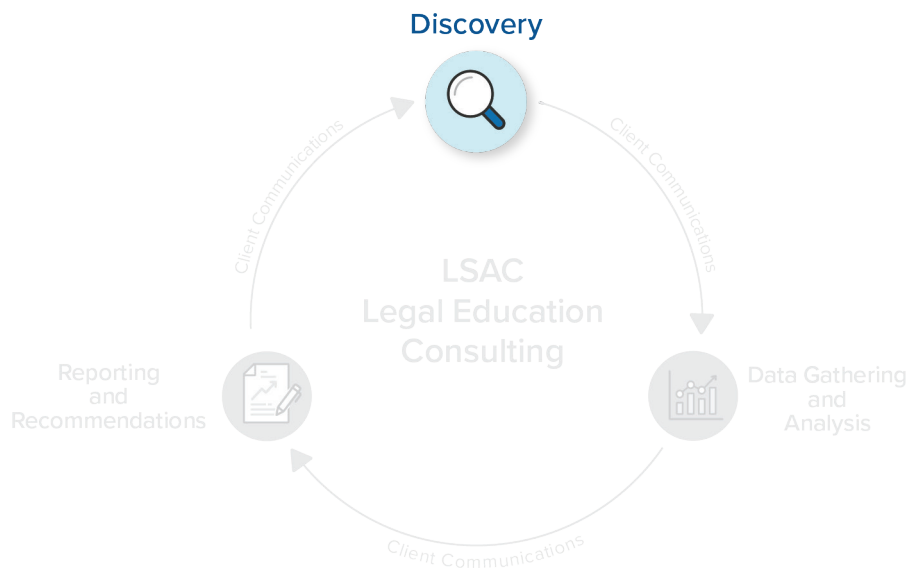 Discovery
Client Communications
Client Communications
LSAC
Legal Education
Consulting
Reporting
and
Recommendations
Data Gathering
and
Analysis
Client Communications